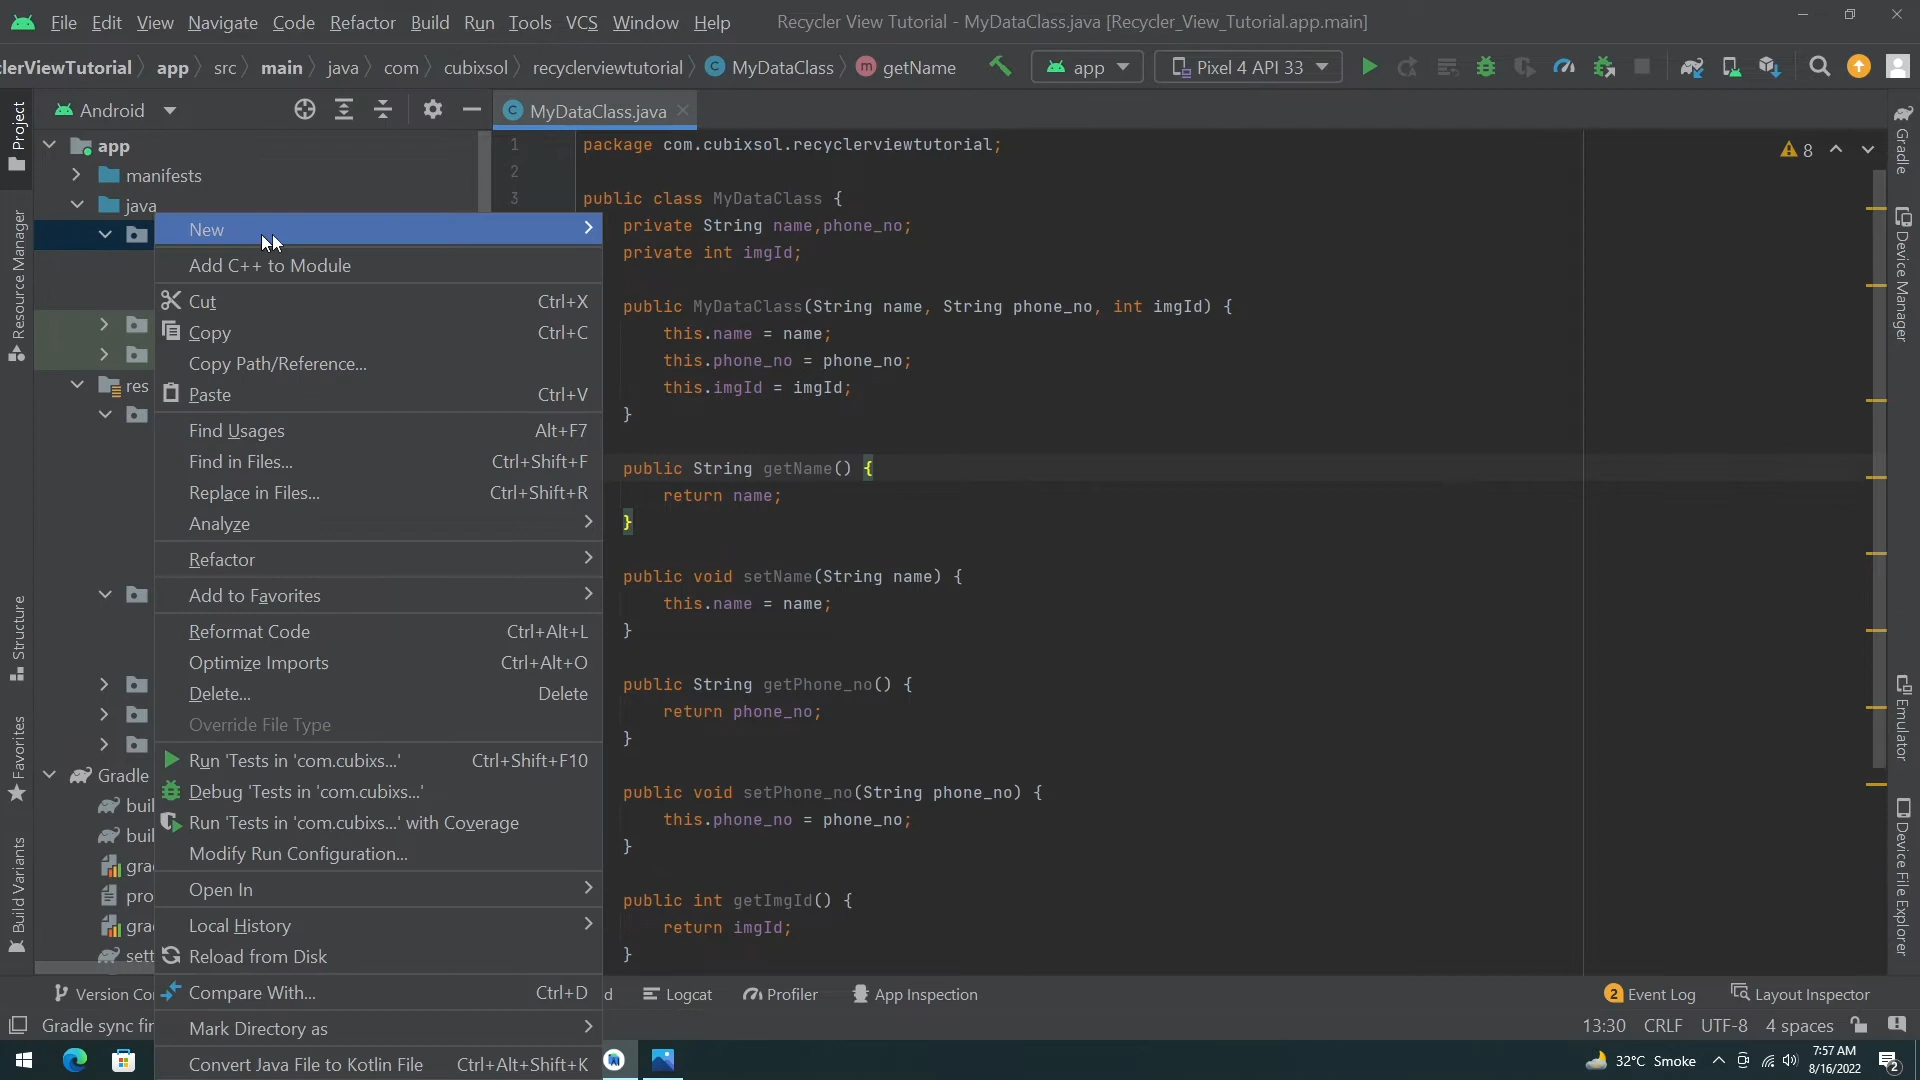 File Edit View Navigate Code Refactor Build Run Tools VCS Window Help Recycler View Tutorial - MyDataClass.java [Recycler_View_Tutorial.app.main]
lerViewTutorial app src main java com cubixsol recyclerviewtutorial MyDataClass getName app Pixel 4 API 33
Android MyDataClass.java
Project
Resource Manager
Structure
Favorites
Build Variants
app
manifests
java
res
Gradle
buil
buil
gra
pro
gra
sett
New
Add C++ to Module
Cut Ctrl+X
Copy Ctrl+C
Copy Path/Reference...
Paste Ctrl+V
Find Usages Alt+F7
Find in Files... Ctrl+Shift+F
Replace in Files... Ctrl+Shift+R
Analyze
Refactor
Add to Favorites
Reformat Code Ctrl+Alt+L
Optimize Imports Ctrl+Alt+O
Delete... Delete
Override File Type
Run 'Tests in 'com.cubixs...' Ctrl+Shift+F10
Debug 'Tests in 'com.cubixs...'
Run 'Tests in 'com.cubixs...' with Coverage
Modify Run Configuration...
Open In
Local History
Reload from Disk
Compare With... Ctrl+D
Mark Directory as
Convert Java File to Kotlin File Ctrl+Alt+Shift+K
1 package com.cubixsol.recyclerviewtutorial;
2
3 public class MyDataClass {
private String name,phone_no;
private int imgId;
public MyDataClass(String name, String phone_no, int imgId) {
this.name = name;
this.phone_no = phone_no;
this.imgId = imgId;
}
public String getName() {
return name;
}
public void setName(String name) {
this.name = name;
}
public String getPhone_no() {
return phone_no;
}
public void setPhone_no(String phone_no) {
this.phone_no = phone_no;
}
public int getImgId() {
return imgId;
}
8
Gradle
Device Manager
Emulator
Device File Explorer
Version Co d Logcat Profiler App Inspection 2 Event Log Layout Inspector
Gradle sync fir 13:30 CRLF UTF-8 4 spaces
32°C Smoke 7:57 AM
8/16/2022 2